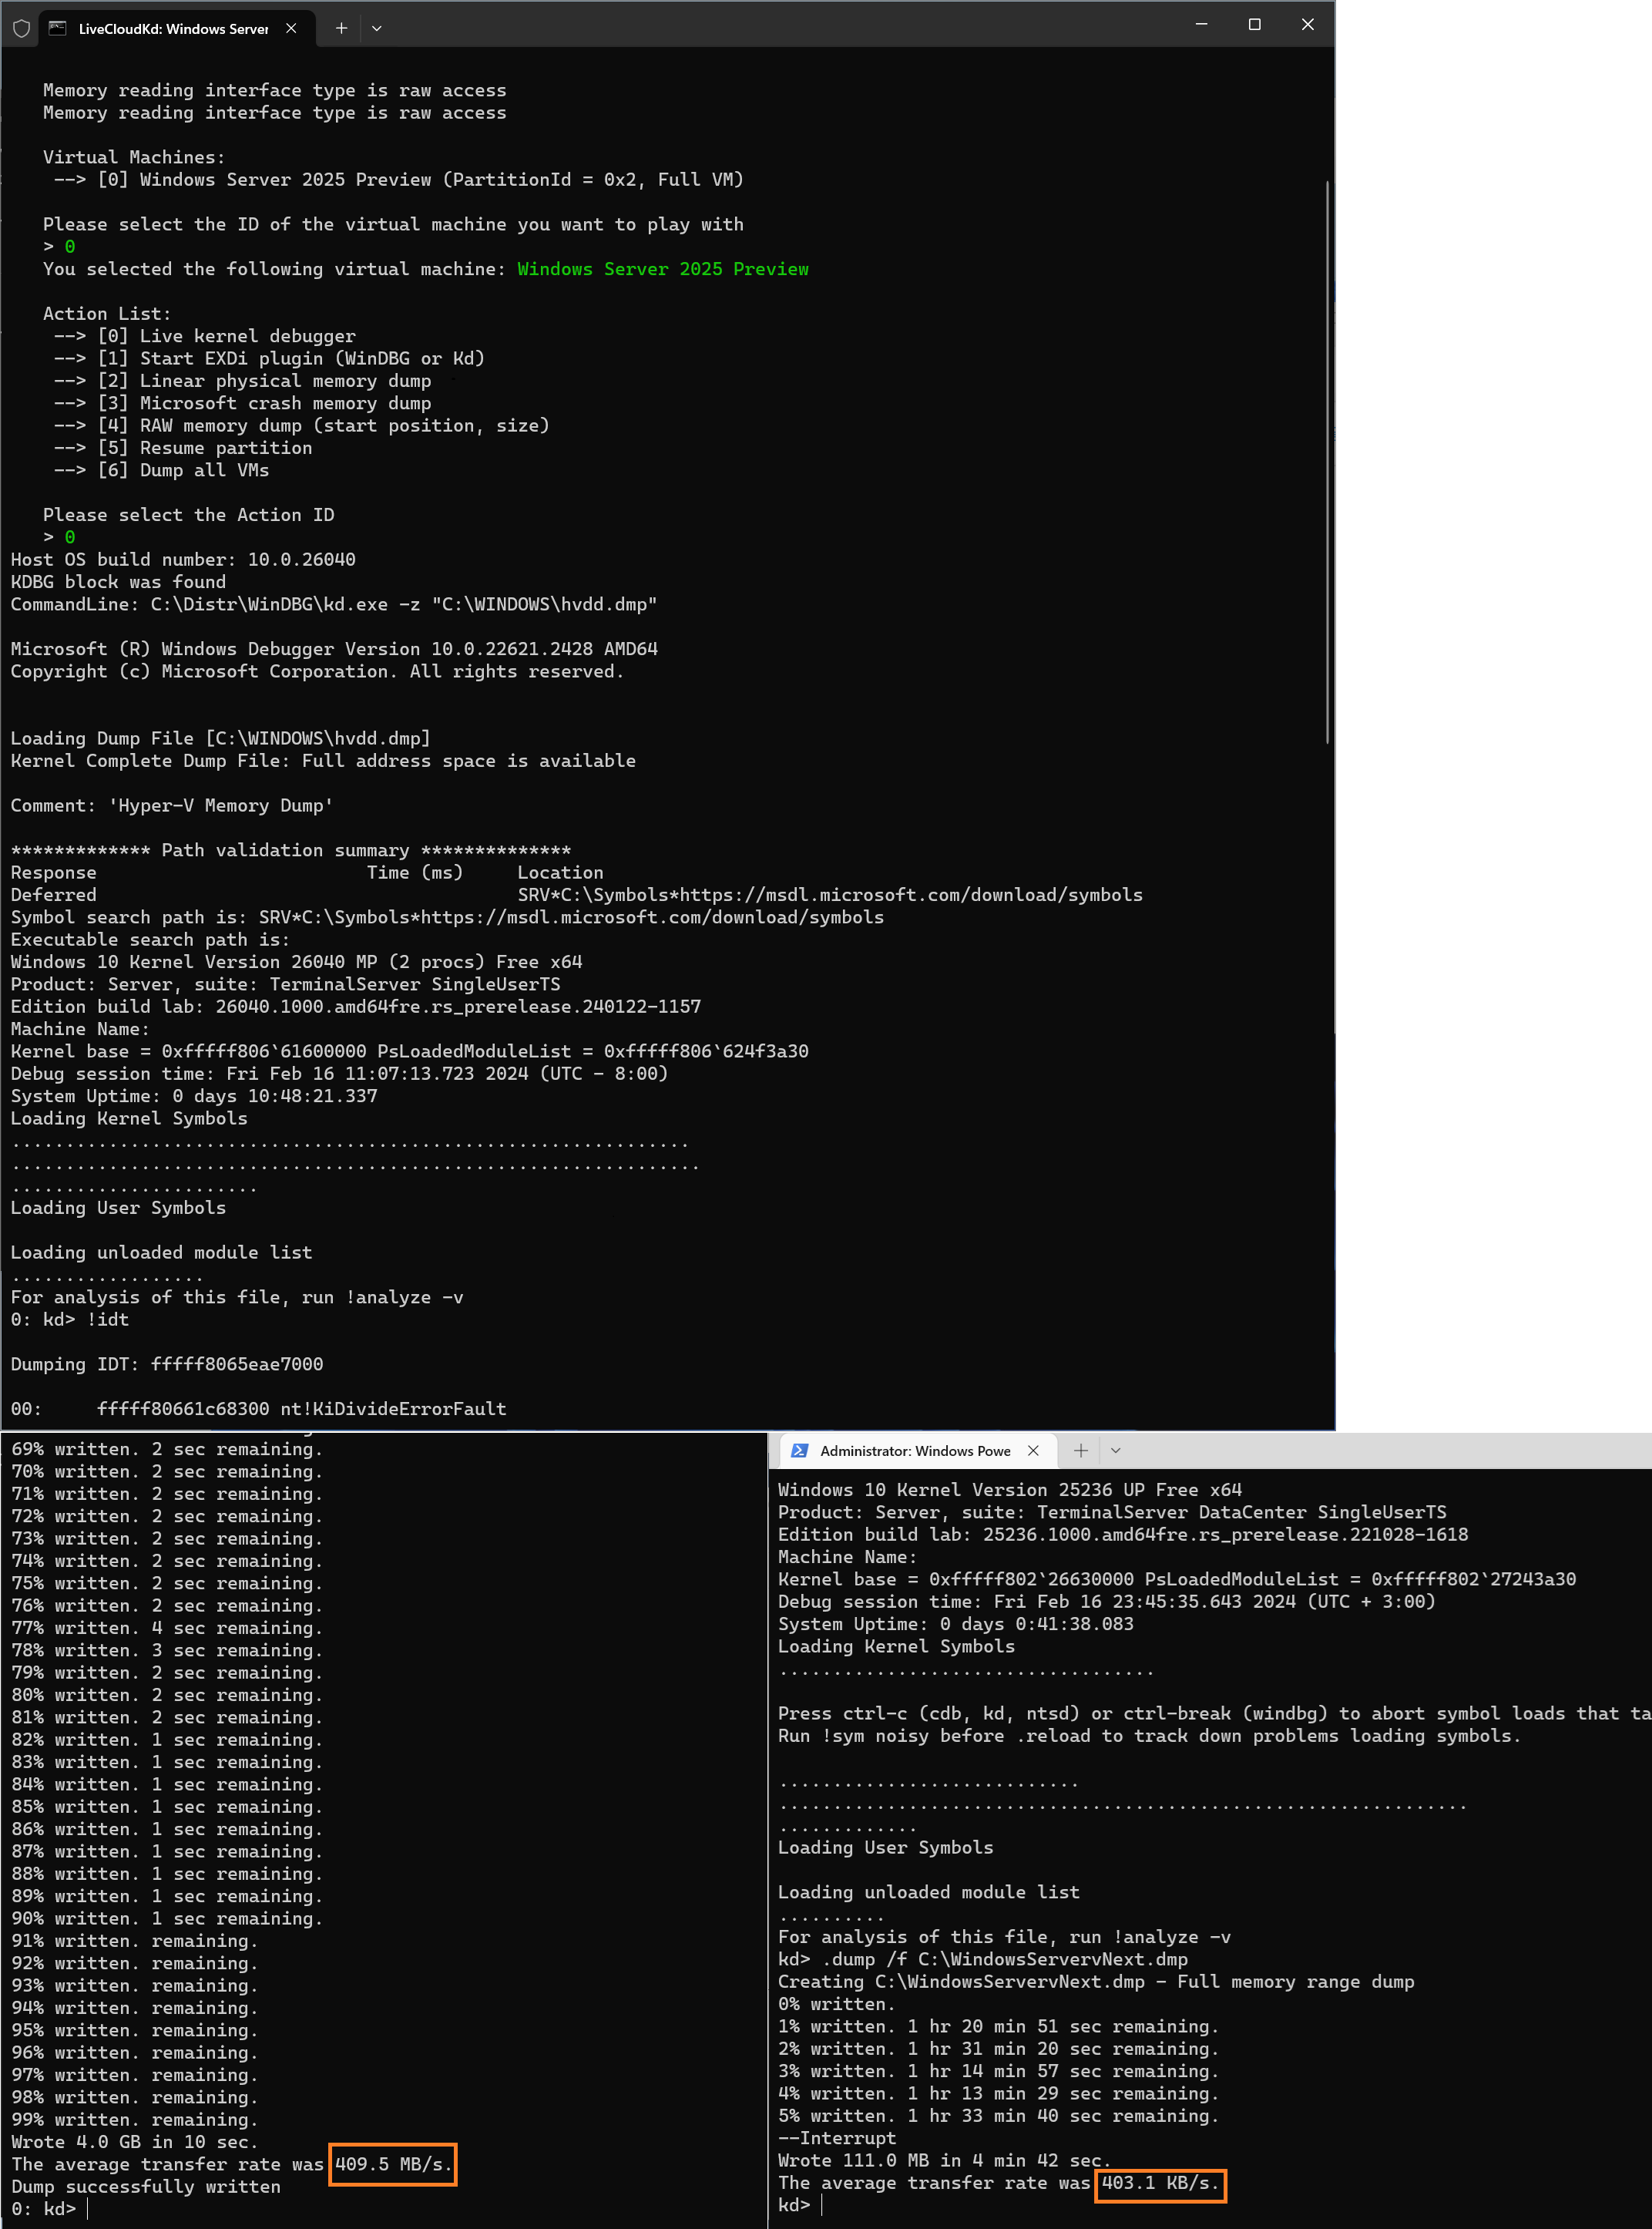 LiveCloudKd: Windows Server
Memory reading interface type is raw access
Memory reading interface type is raw access
Virtual Machines:
--> [0] Windows Server 2025 Preview (PartitionId = 0x2, Full VM)
Please select the ID of the virtual machine you want to play with
> 0
You selected the following virtual machine: Windows Server 2025 Preview
Action List:
--> [0] Live kernel debugger
--> [1] Start EXDi plugin (WinDBG or Kd)
--> [2] Linear physical memory dump
--> [3] Microsoft crash memory dump
--> [4] RAW memory dump (start position, size)
--> [5] Resume partition
--> [6] Dump all VMs
Please select the Action ID
> 0
Host OS build number: 10.0.26040
KDBG block was found
CommandLine: C:\Distr\WinDBG\kd.exe -z "C:\WINDOWS\hvdd.dmp"
Microsoft (R) Windows Debugger Version 10.0.22621.2428 AMD64
Copyright (c) Microsoft Corporation. All rights reserved.
Loading Dump File [C:\WINDOWS\hvdd.dmp]
Kernel Complete Dump File: Full address space is available
Comment: 'Hyper-V Memory Dump'
************* Path validation summary **************
Response                         Time (ms)     Location
Deferred                                       SRV*C:\Symbols*https://msdl.microsoft.com/download/symbols
Symbol search path is: SRV*C:\Symbols*https://msdl.microsoft.com/download/symbols
Executable search path is:
Windows 10 Kernel Version 26040 MP (2 procs) Free x64
Product: Server, suite: TerminalServer SingleUserTS
Edition build lab: 26040.1000.amd64fre.rs_prerelease.240122-1157
Machine Name:
Kernel base = 0xfffff806`61600000 PsLoadedModuleList = 0xfffff806`624f3a30
Debug session time: Fri Feb 16 11:07:13.723 2024 (UTC - 8:00)
System Uptime: 0 days 10:48:21.337
Loading Kernel Symbols
...............................................................
................................................................
.......................
Loading User Symbols
Loading unloaded module list
..................
For analysis of this file, run !analyze -v
0: kd> !idt
Dumping IDT: fffff8065eae7000
00:     fffff80661c68300 nt!KiDivideErrorFault
69% written. 2 sec remaining.
70% written. 2 sec remaining.
71% written. 2 sec remaining.
72% written. 2 sec remaining.
73% written. 2 sec remaining.
74% written. 2 sec remaining.
75% written. 2 sec remaining.
76% written. 2 sec remaining.
77% written. 4 sec remaining.
78% written. 3 sec remaining.
79% written. 2 sec remaining.
80% written. 2 sec remaining.
81% written. 2 sec remaining.
82% written. 1 sec remaining.
83% written. 1 sec remaining.
84% written. 1 sec remaining.
85% written. 1 sec remaining.
86% written. 1 sec remaining.
87% written. 1 sec remaining.
88% written. 1 sec remaining.
89% written. 1 sec remaining.
90% written. 1 sec remaining.
91% written. remaining.
92% written. remaining.
93% written. remaining.
94% written. remaining.
95% written. remaining.
96% written. remaining.
97% written. remaining.
98% written. remaining.
99% written. remaining.
Wrote 4.0 GB in 10 sec.
The average transfer rate was 409.5 MB/s.
Dump successfully written
0: kd>
Administrator: Windows Powe
Windows 10 Kernel Version 25236 UP Free x64
Product: Server, suite: TerminalServer DataCenter SingleUserTS
Edition build lab: 25236.1000.amd64fre.rs_prerelease.221028-1618
Machine Name:
Kernel base = 0xfffff802`26630000 PsLoadedModuleList = 0xfffff802`27243a30
Debug session time: Fri Feb 16 23:45:35.643 2024 (UTC + 3:00)
System Uptime: 0 days 0:41:38.083
Loading Kernel Symbols
...................................
Press ctrl-c (cdb, kd, ntsd) or ctrl-break (windbg) to abort symbol loads that ta
Run !sym noisy before .reload to track down problems loading symbols.
............................
................................................................
.............
Loading User Symbols
Loading unloaded module list
..........
For analysis of this file, run !analyze -v
kd> .dump /f C:\WindowsServervNext.dmp
Creating C:\WindowsServervNext.dmp - Full memory range dump
0% written.
1% written. 1 hr 20 min 51 sec remaining.
2% written. 1 hr 31 min 20 sec remaining.
3% written. 1 hr 14 min 57 sec remaining.
4% written. 1 hr 13 min 29 sec remaining.
5% written. 1 hr 33 min 40 sec remaining.
--Interrupt
Wrote 111.0 MB in 4 min 42 sec.
The average transfer rate was 403.1 KB/s.
kd>